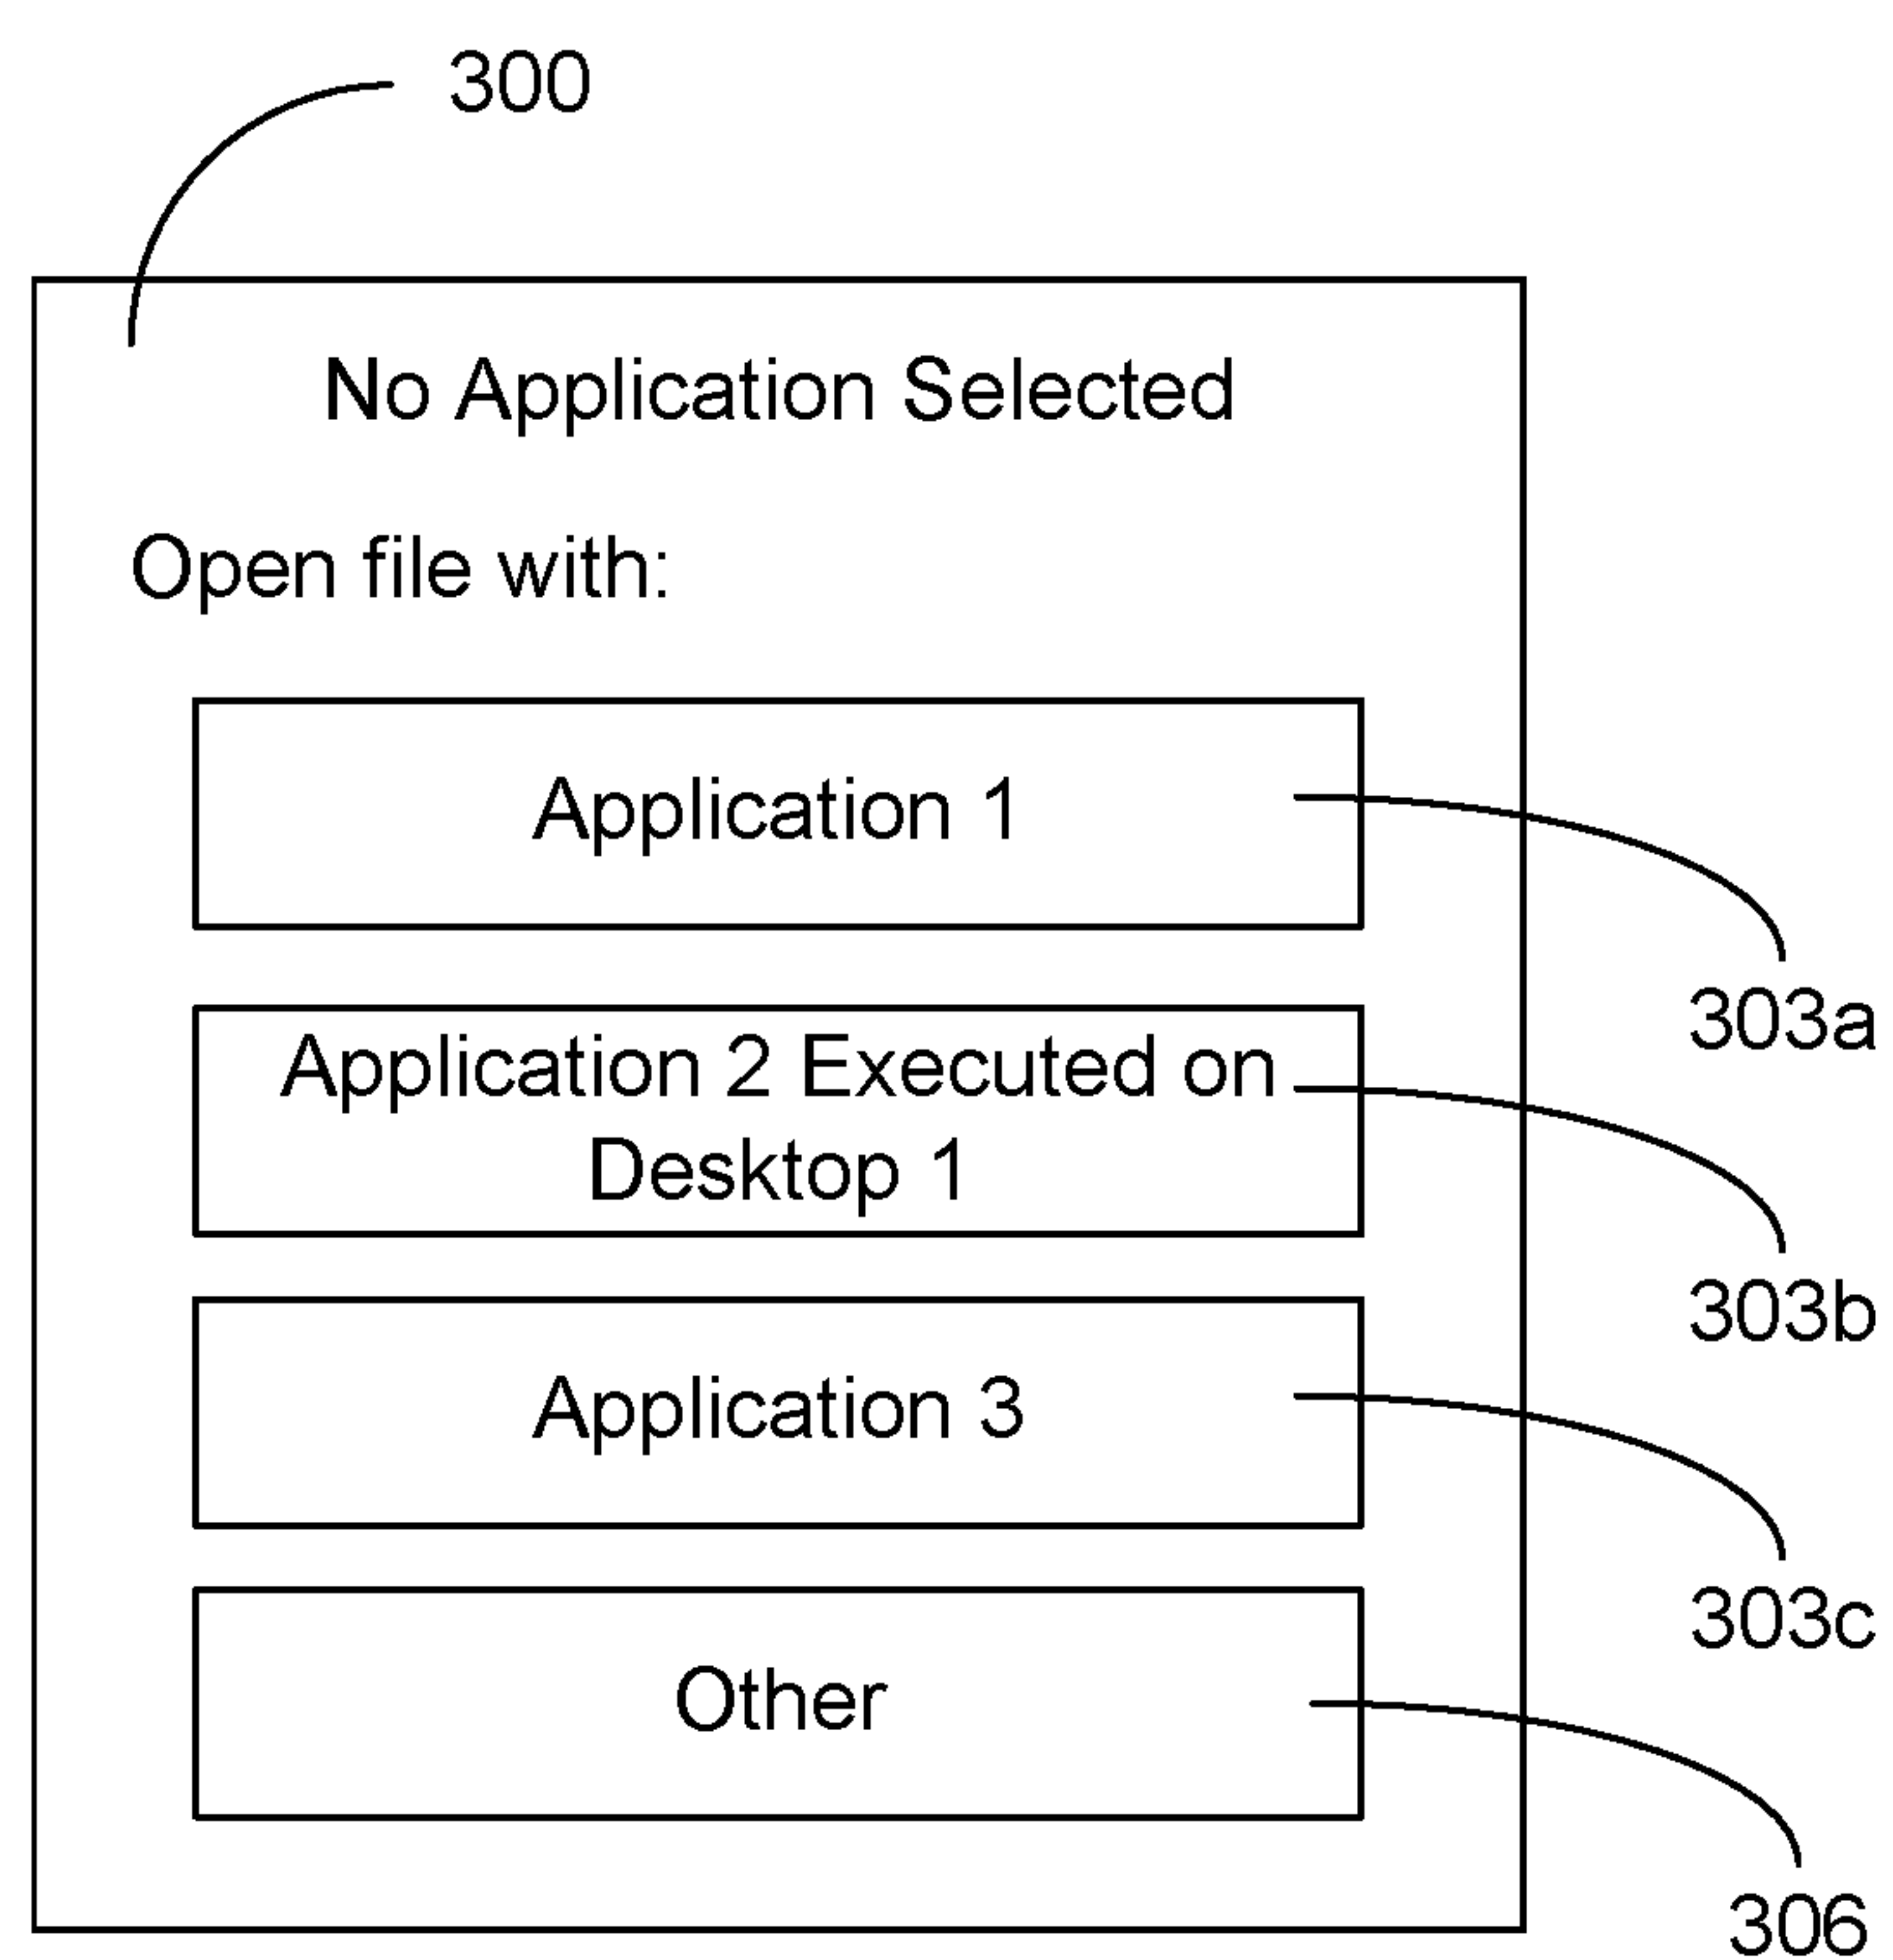 300
No Application Selected
Open file with:
Application 1
303a
Application 2 Executed on
Desktop 1
303b
Application 3
303c
Other
306